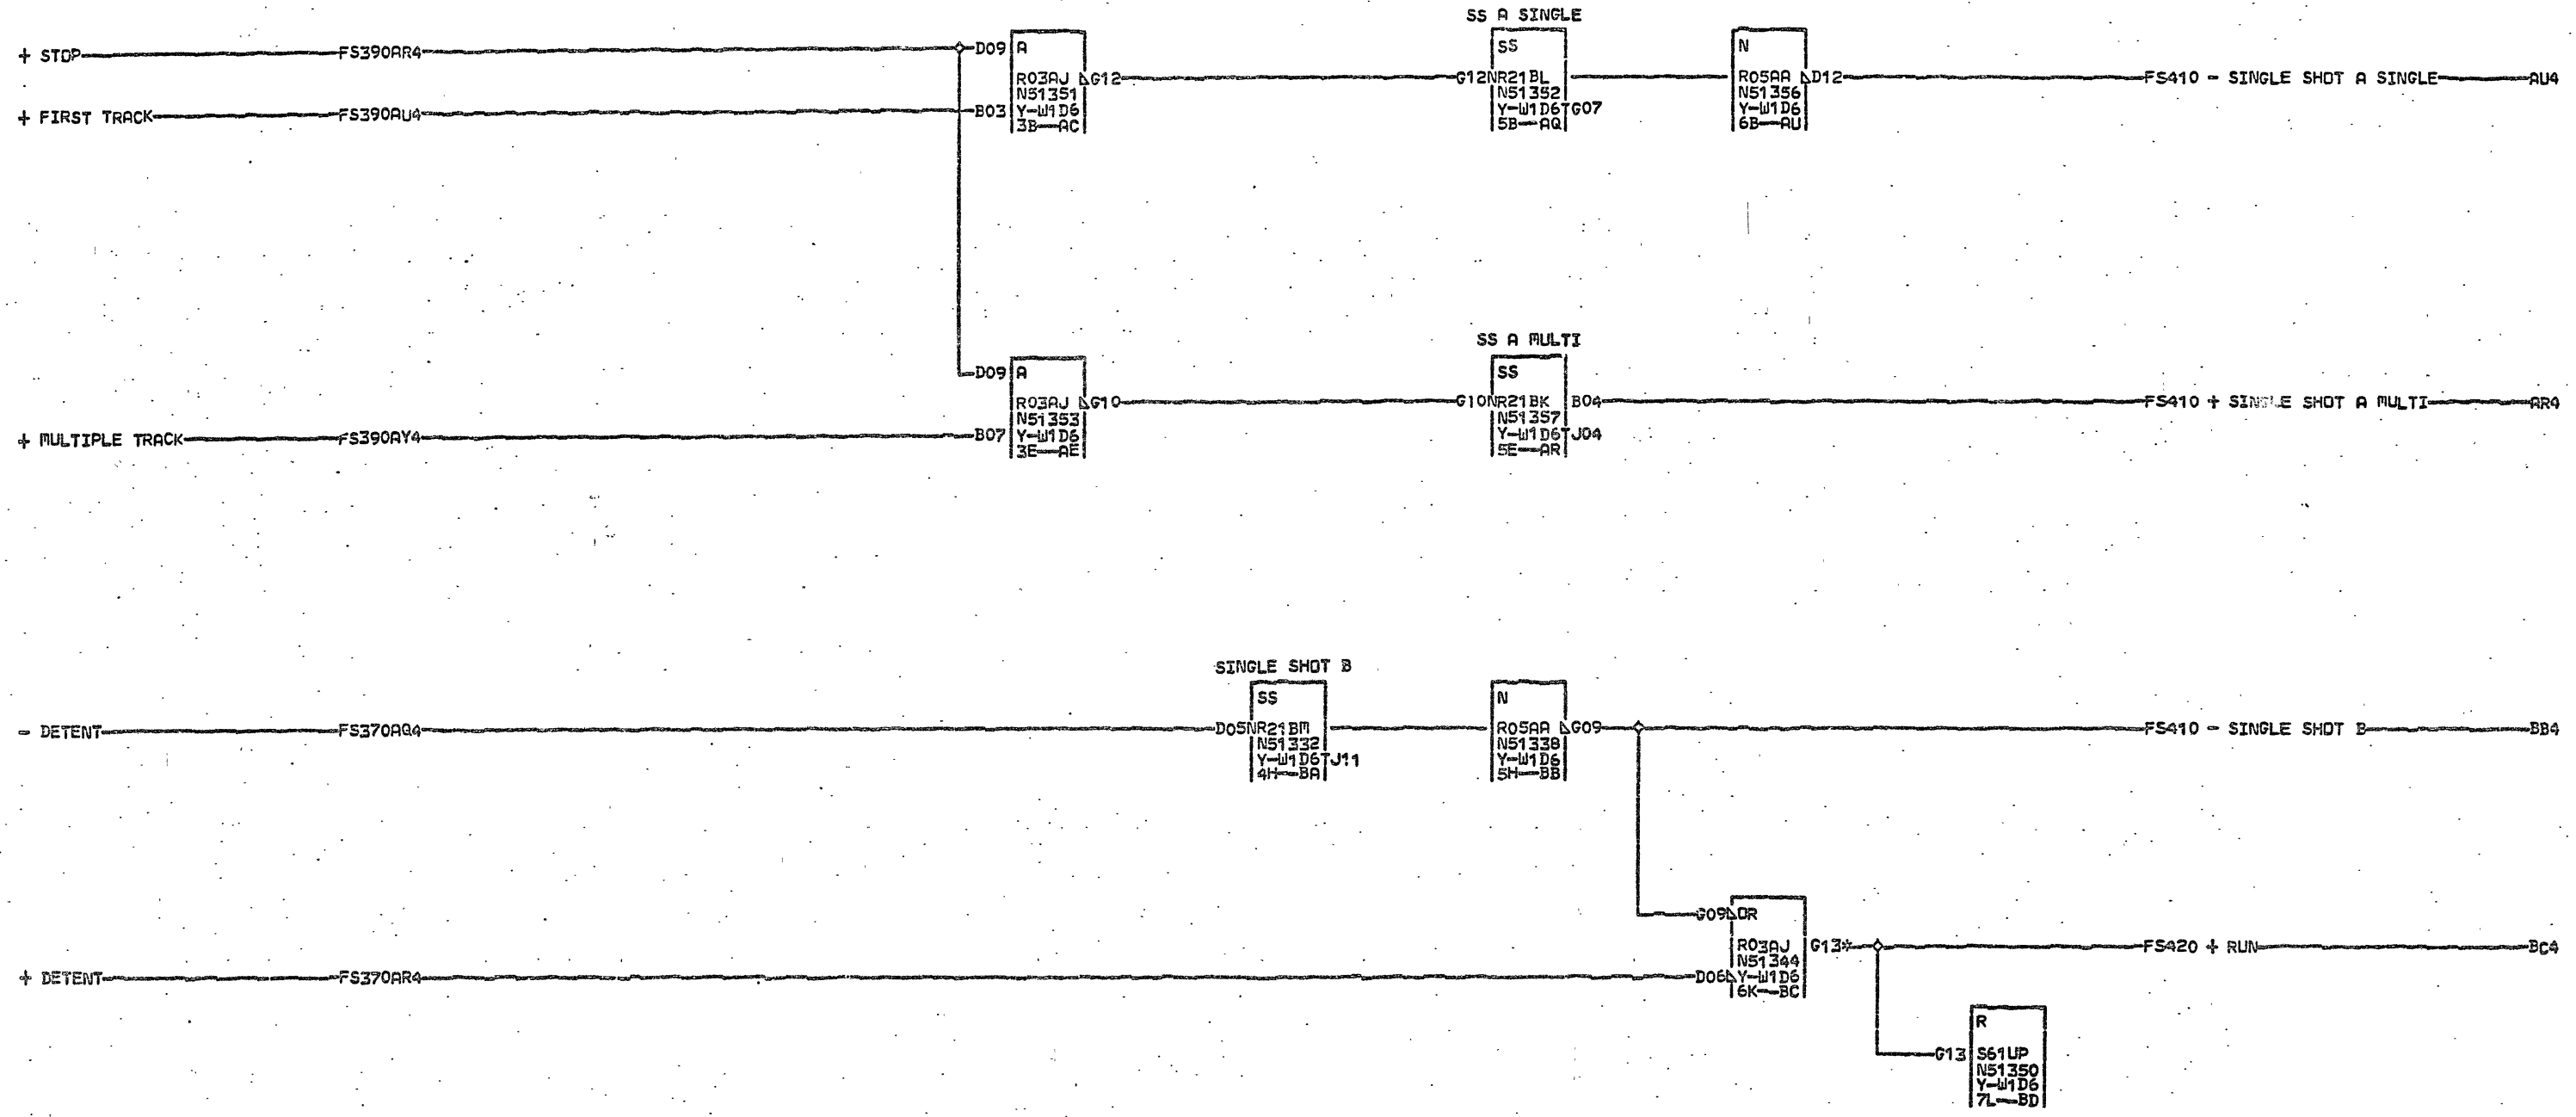 SS A SINGLE
+ STOP FS390AR4 D09 A SS N
R03AJ G12 G12 NR21BL R05AA D12 FS410 - SINGLE SHOT A SINGLE AU4
N51351 N51352 N51356
+ FIRST TRACK FS390AU4 B03 Y-W1D6 Y-W1D6 T G07 Y-W1D6
3B-AC 5B-AQ 6B-AU
SS A MULTI
D09 A SS
R03AJ G10 G10 NR21BK B04 FS410 + SINGLE SHOT A MULTI AR4
N51353 N51357
+ MULTIPLE TRACK FS390AY4 B07 Y-W1D6 Y-W1D6 T J04
3E-AE 5E-AR
SINGLE SHOT B
SS N
- DETENT FS370AQ4 D05 NR21BM R05AA G09 FS410 - SINGLE SHOT B BB4
N51332 N51338
Y-W1D6 T J11 Y-W1D6
4H-BA 5H-BB
G09 OR
R03AJ G13* FS420 + RUN BC4
N51344
+ DETENT FS370AR4 D06 Y-W1D6
6K-BC
R
G13 S61UP
N51350
Y-W1D6
7L-BD